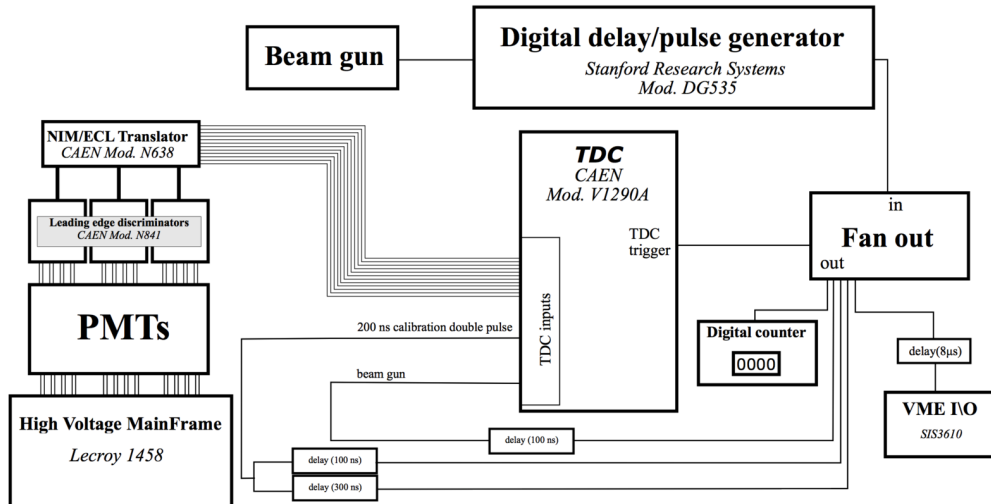 Beam gun
Digital delay/pulse generator
Stanford Research Systems
Mod. DG535
NIM/ECL Translator
CAEN Mod. N638
Leading edge discriminators
CAEN Mod. N841
PMTs
High Voltage MainFrame
Lecroy 1458
TDC
CAEN
Mod. V1290A
TDC
trigger
TDC inputs
200 ns calibration double pulse
beam gun
in
Fan out
out
Digital counter
0000
delay(8µs)
VME I\O
SIS3610
delay (100 ns)
delay (100 ns)
delay (300 ns)